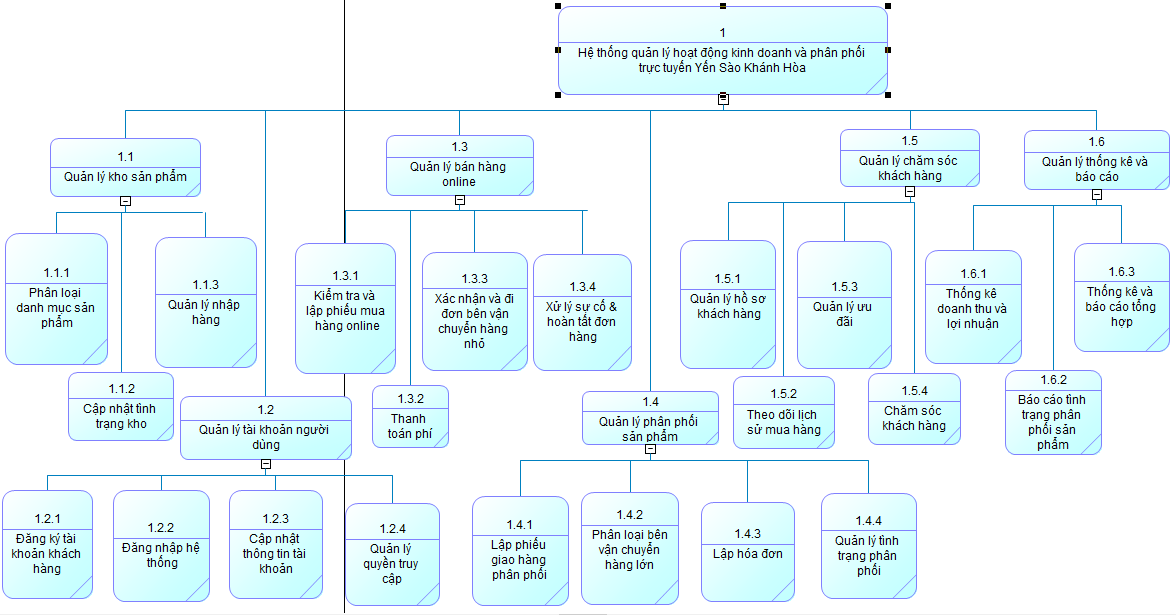 1
Hệ thống quản lý hoạt động kinh doanh và phân phối
trực tuyến Yến Sào Khánh Hòa
1.1
Quản lý kho sản phẩm
1.3
Quản lý bán hàng
online
1.5
Quản lý chăm sóc
khách hàng
1.6
Quản lý thống kê và
báo cáo
1.1.1
Phân loại
danh mục sản
phẩm
1.1.3
Quản lý nhập
hàng
1.3.1
Kiểm tra và
lập phiếu mua
hàng online
1.3.3
Xác nhận và đi
đơn bên vận
chuyển hàng
nhỏ
1.3.4
Xử lý sự cố &
hoàn tất đơn
hàng
1.5.1
Quản lý hồ sơ
khách hàng
1.5.3
Quản lý ưu
đãi
1.6.1
Thống kê
doanh thu và
lợi nhuận
1.6.3
Thống kê và
báo cáo tổng
hợp
1.1.2
Cập nhật tình
trạng kho
1.2
Quản lý tài khoản người
dùng
1.3.2
Thanh
toán phí
1.4
Quản lý phân phối
sản phẩm
1.5.2
Theo dõi lịch
sử mua hàng
1.5.4
Chăm sóc
khách hàng
1.6.2
Báo cáo tình
trạng phân
phối sản
phẩm
1.2.1
Đăng ký tài
khoản khách
hàng
1.2.2
Đăng nhập hệ
thống
1.2.3
Cập nhật
thông tin tài
khoản
1.2.4
Quản lý
quyền truy
cập
1.4.1
Lập phiếu
giao hàng
phân phối
1.4.2
Phân loại bên
vận chuyển
hàng lớn
1.4.3
Lập hóa đơn
1.4.4
Quản lý tình
trạng phân
phối